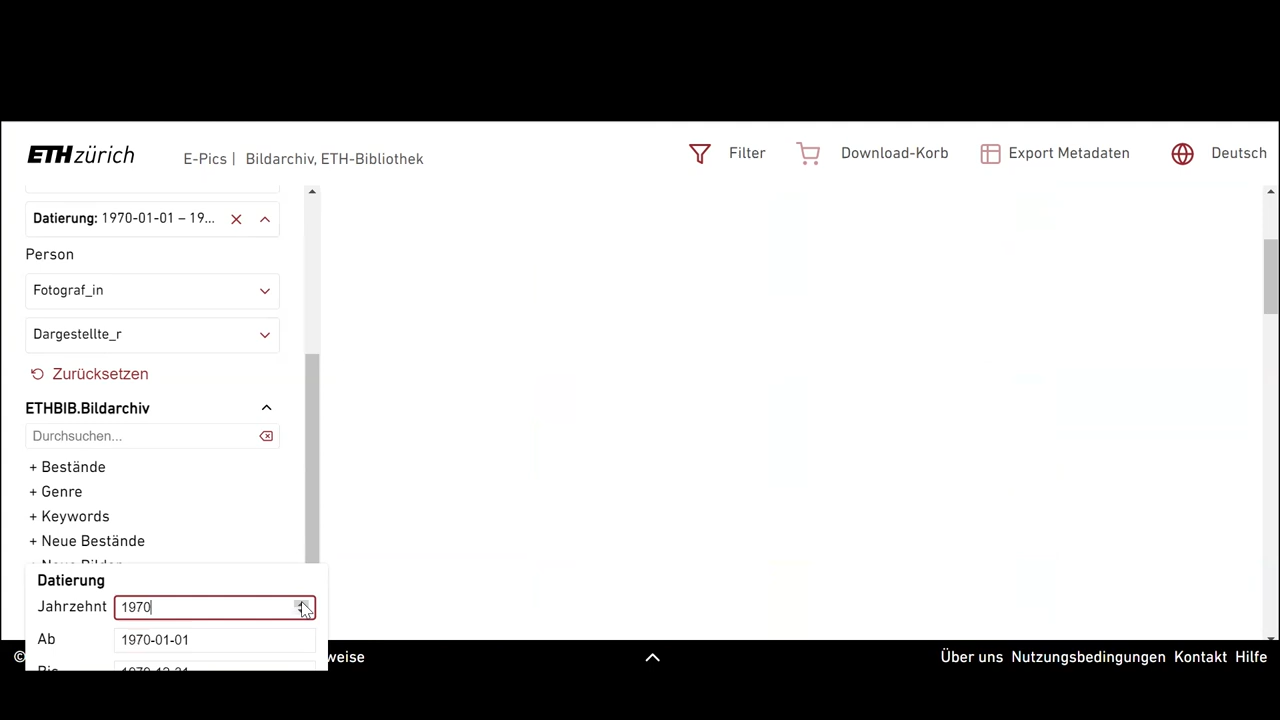 ETH zürich
E-Pics | Bildarchiv, ETH-Bibliothek
Filter
Download-Korb
Export Metadaten
Deutsch
Datierung: 1970-01-01 – 19...
Person
Fotograf_in
Dargestellte_r
Zurücksetzen
ETHBIB.Bildarchiv
Durchsuchen...
+ Bestände
+ Genre
+ Keywords
+ Neue Bestände
Datierung
Jahrzehnt 1970
Ab 1970-01-01
©
weise
Über uns Nutzungsbedingungen Kontakt Hilfe